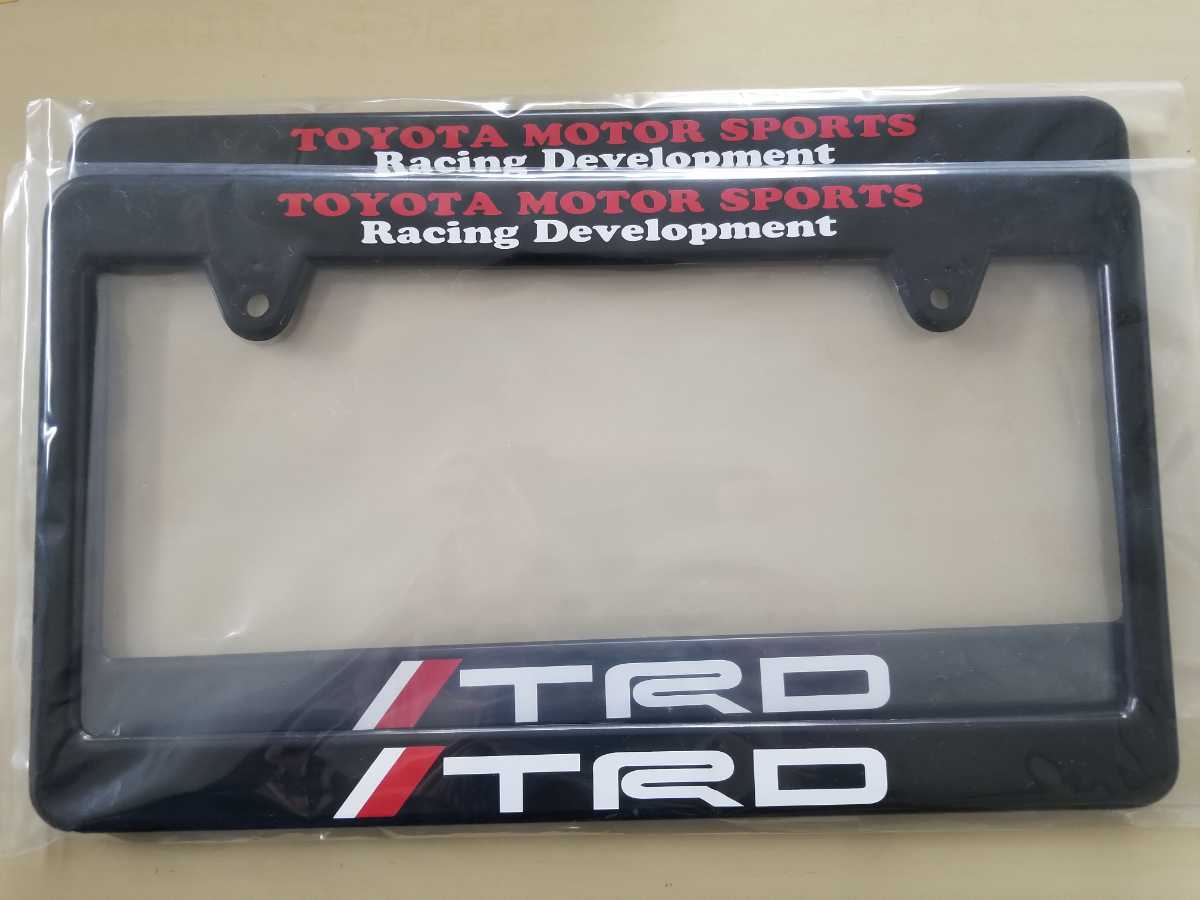 TOYOTA MOTOR SPORTS
Racing Development
TOYOTA MOTOR SPORTS
Racing Development
TRD
TRD